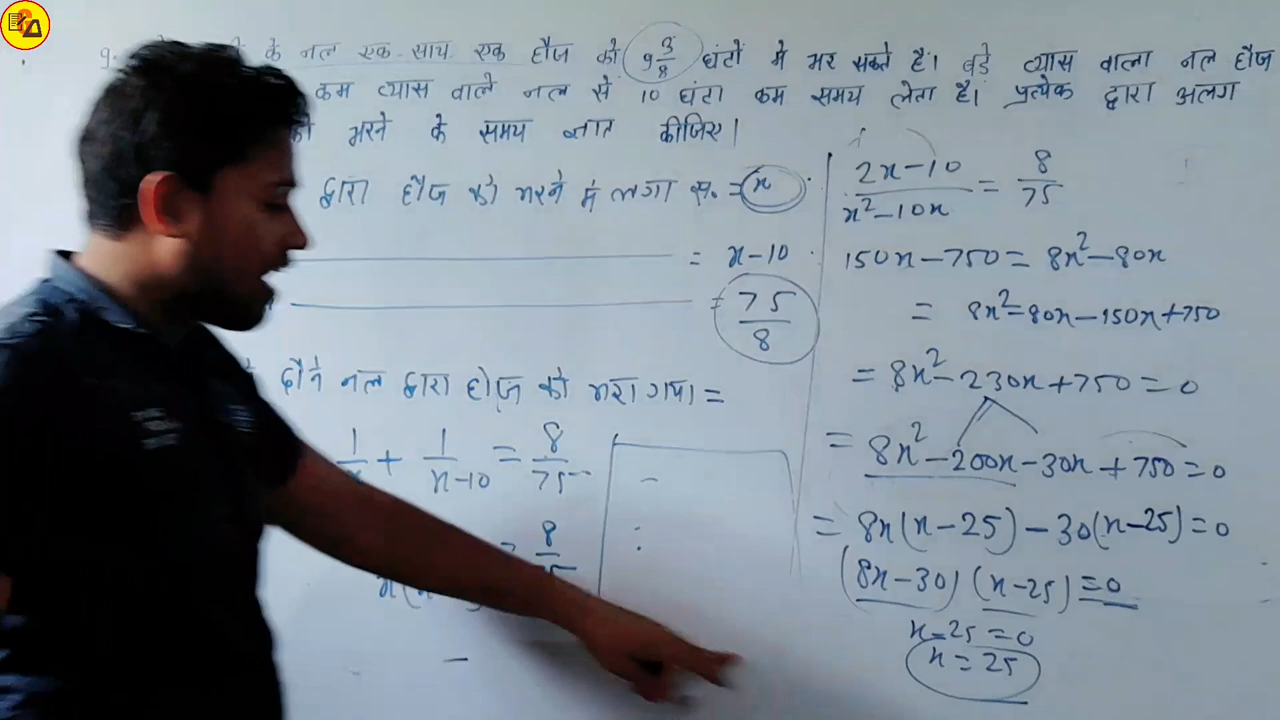 9. के नल एक साथ एक हौज को 9 3/8 घंटों मे भर सकते हैं। बड़े व्यास वाला नल हौज
कम व्यास वाले नल से 10 घंटा कम समय लेता है। प्रत्येक द्वारा अलग
को भरने के समय ज्ञात कीजिए।
द्वारा हौज को भरने में लगा स. = x
= x-10
= 75/8
दोने नल द्वारा हौज को भरा गया =
1/x + 1/x-10 = 8/75
= 8/75
2x-10/x²-10x = 8/75
150x-750 = 8x²-80x
= 8x²-80x-150x+750
= 8x²-230x+750=0
= 8x²-200x-30x+750=0
= 8x(x-25)-30(x-25)=0
(8x-30)(x-25)=0
x-25=0
x=25